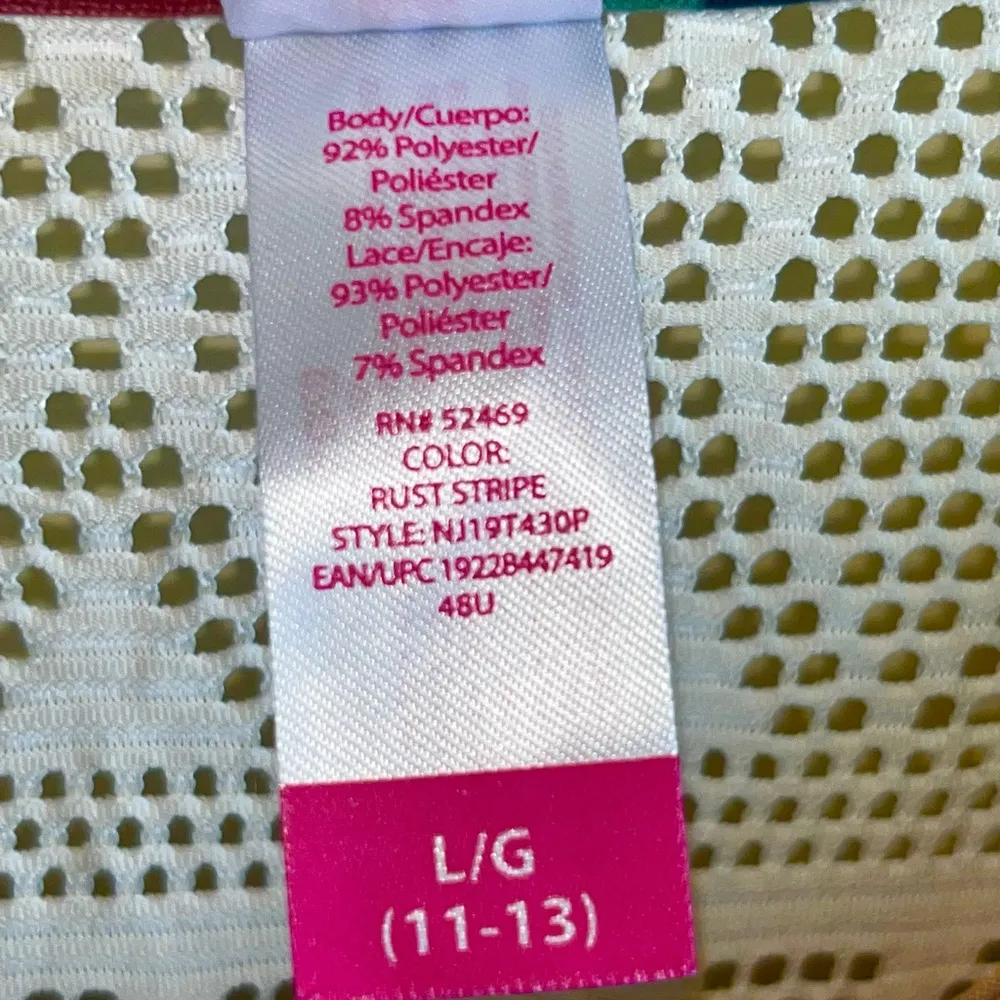 Body/Cuerpo:
92% Polyester/
Poliéster
8% Spandex
Lace/Encaje:
93% Polyester/
Poliéster
7% Spandex
RN# 52469
COLOR:
RUST STRIPE
STYLE: NJ19T430P
EAN/UPC 19228447419
48U
L/G
(11-13)